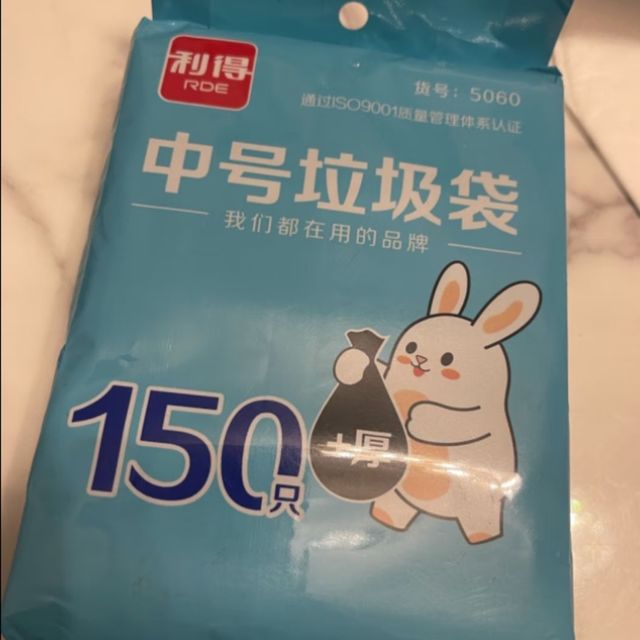 利得
RDE
货号：5060
通过ISO9001质量管理体系认证
中号垃圾袋
我们都在用的品牌
150只
厚